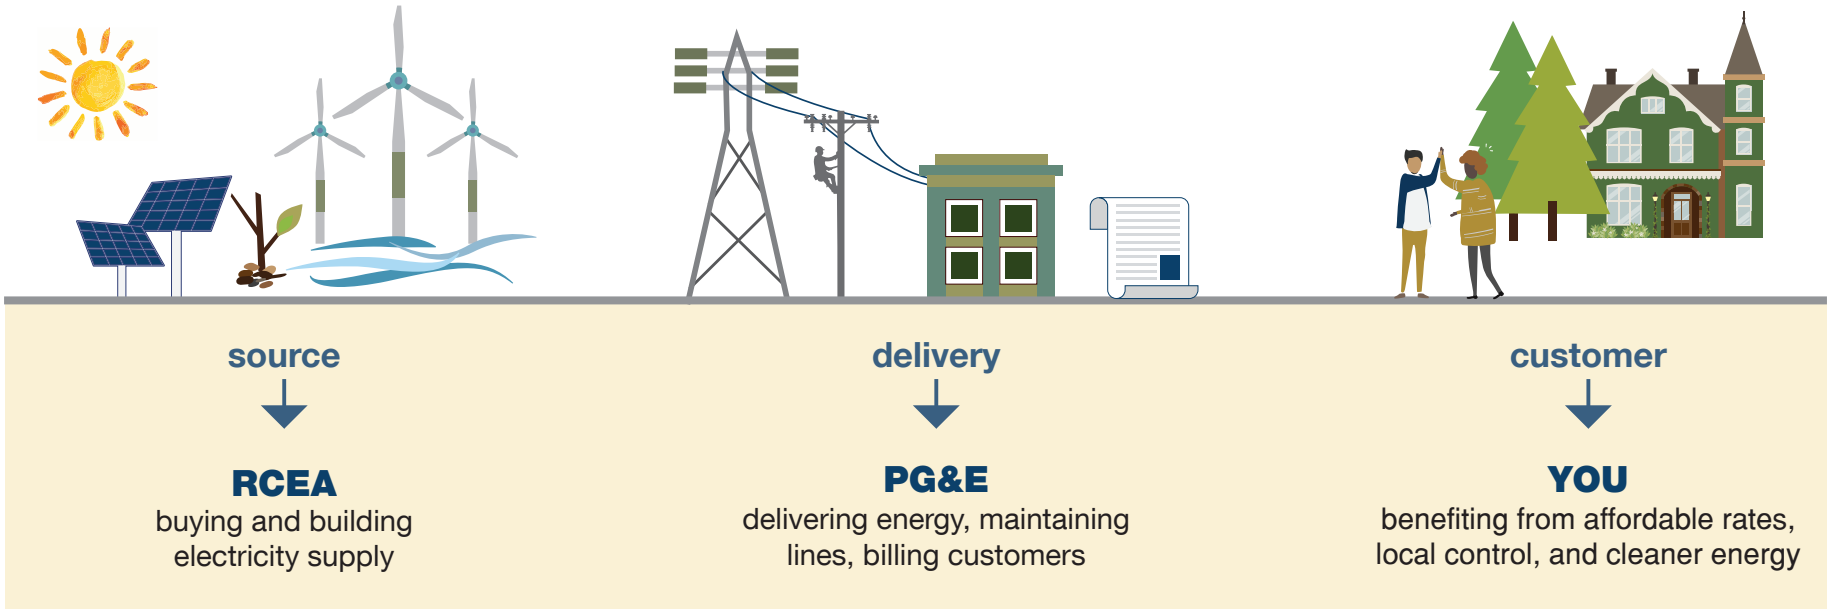 source
RCEA
buying and building
electricity supply
delivery
PG&E
delivering energy, maintaining
lines, billing customers
customer
YOU
benefiting from affordable rates,
local control, and cleaner energy